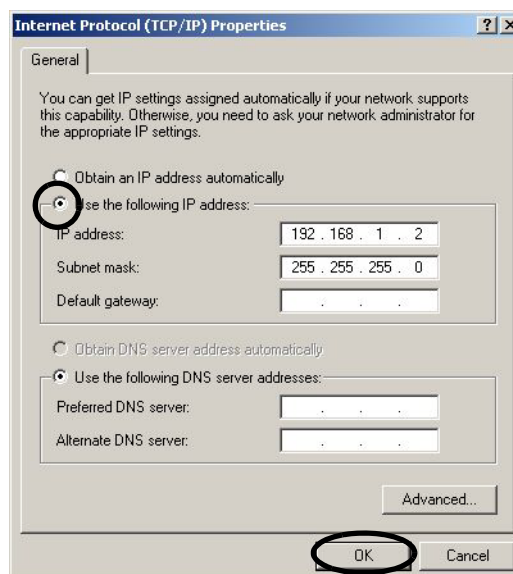 Internet Protocol (TCP/IP) Properties
General
You can get IP settings assigned automatically if your network supports
this capability. Otherwise, you need to ask your network administrator for
the appropriate IP settings.
Obtain an IP address automatically
Use the following IP address:
IP address: 192 . 168 . 1 . 2
Subnet mask: 255 . 255 . 255 . 0
Default gateway: . . .
Obtain DNS server address automatically
Use the following DNS server addresses:
Preferred DNS server: . . .
Alternate DNS server: . . .
Advanced...
OK Cancel